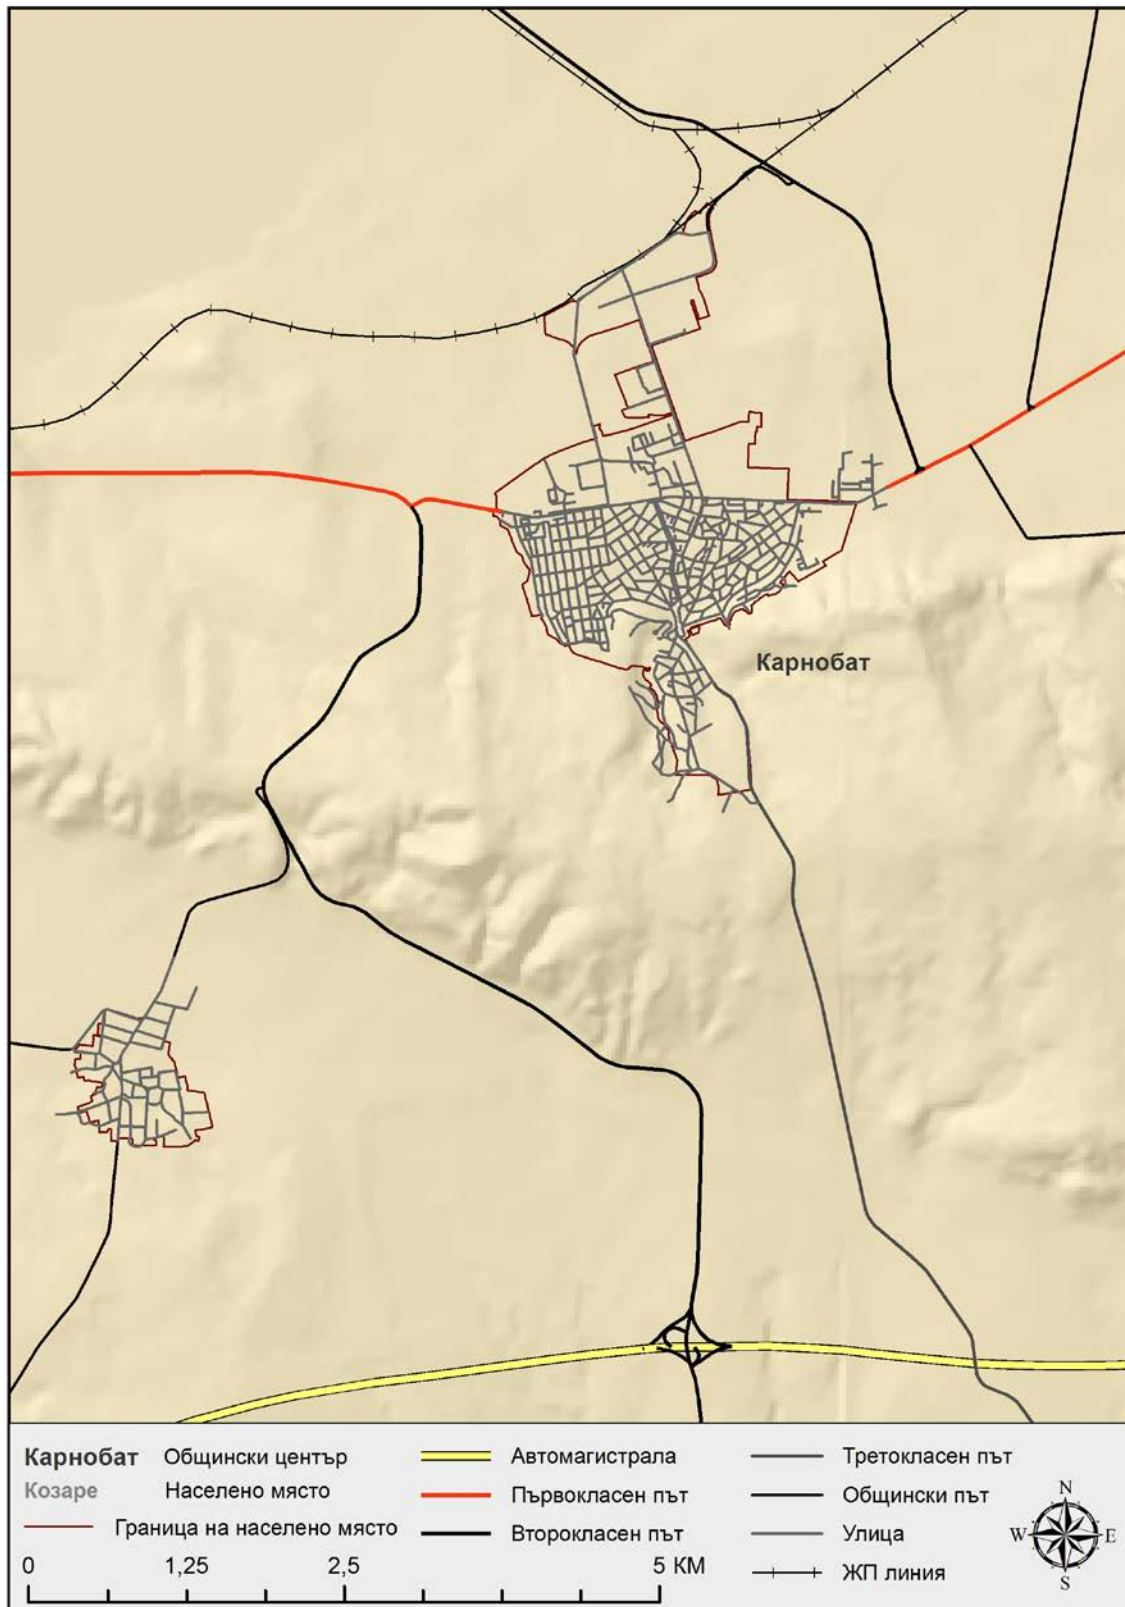 Карнобат
Карнобат Общински център
Козаре Населено място
Граница на населено място
0 1,25 2,5 5 КМ
Автомагистрала
Първокласен път
Второкласен път
Третокласен път
Общински път
Улица
ЖП линия
N
W E
S